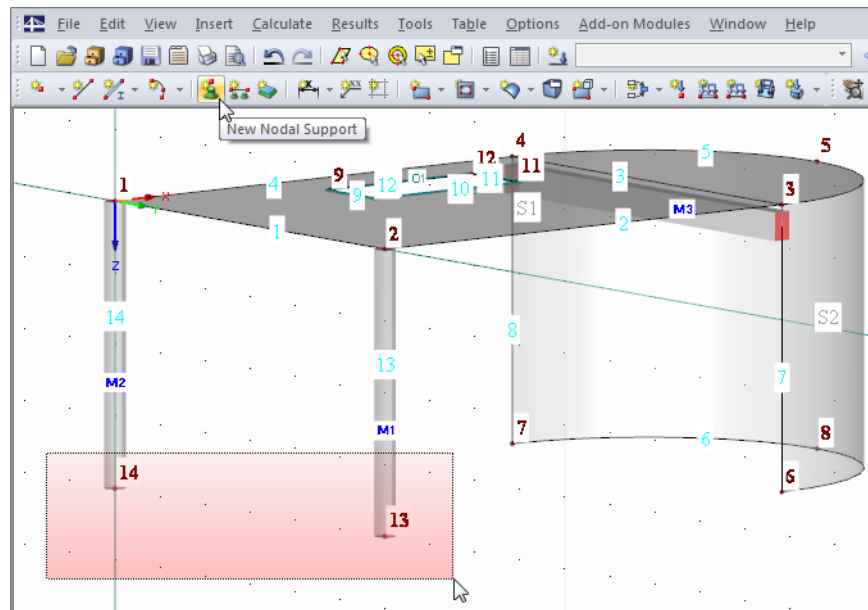 File Edit View Insert Calculate Results Tools Table Options Add-on Modules Window Help
New Nodal Support
4
5
12
5
1
9
4
12
O1
10
11
11
3
3
X
Y
9
S1
M3
2
1
2
Z
14
8
S2
13
7
M2
M1
7
6
8
14
6
13